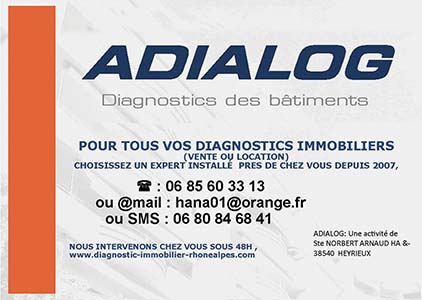 ADIALOG
Diagnostics des bâtiments
POUR TOUS VOS DIAGNOSTICS IMMOBILIERS
(VENTE OU LOCATION)
CHOISISSEZ UN EXPERT INSTALLÉ PRES DE CHEZ VOUS DEPUIS 2007,
☎ : 06 85 60 33 13
ou @mail : hana01@orange.fr
ou SMS : 06 80 84 68 41
ADIALOG: Une activité de
Ste NORBERT ARNAUD HA &-
38540 HEYRIEUX
NOUS INTERVENONS CHEZ VOUS SOUS 48H ,
www.diagnostic-immobilier-rhonealpes.com